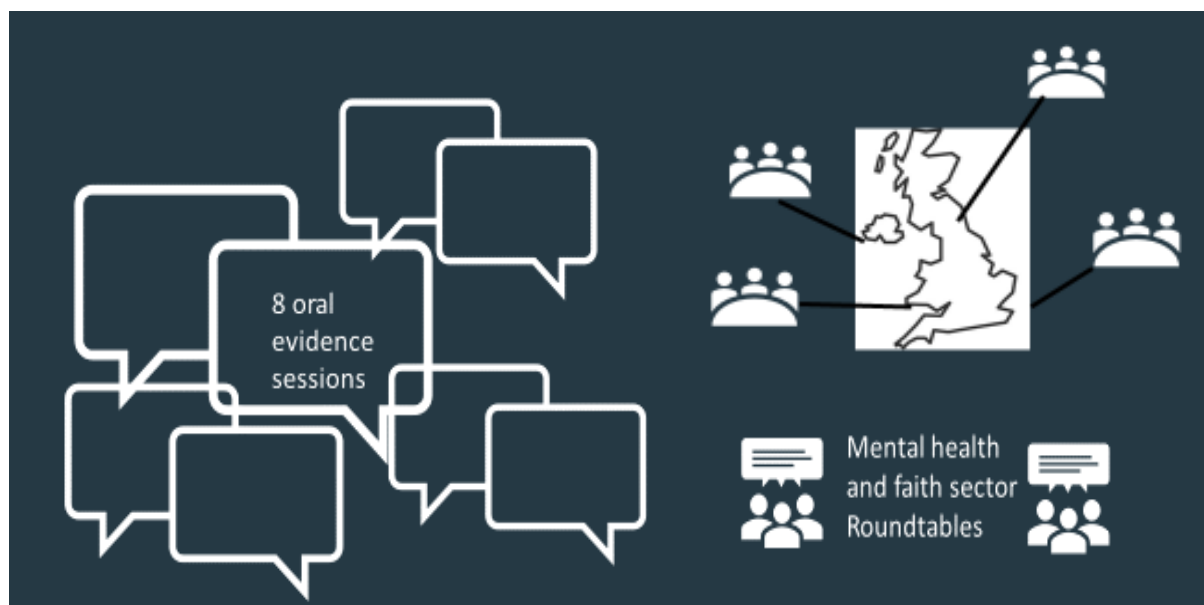 8 oral
evidence
sessions
Mental health
and faith sector
Roundtables